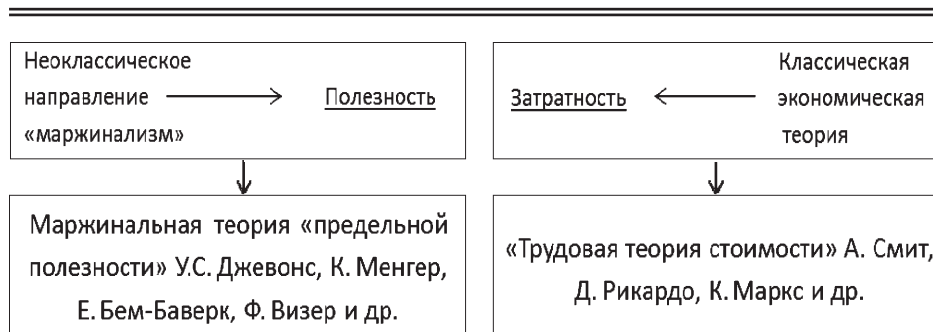 Неоклассическое
направление
«маржинализм»
Полезность
Затратность
Классическая
экономическая
теория
Маржинальная теория «предельной
полезности» У.С. Джевонс, К. Менгер,
Е. Бем-Баверк, Ф. Визер и др.
«Трудовая теория стоимости» А. Смит,
Д. Рикардо, К. Маркс и др.